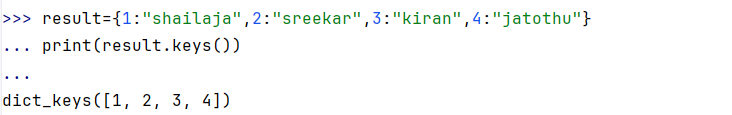 >>> result={1:"shailaja",2:"sreekar",3:"kiran",4:"jatothu"}
... print(result.keys())
...
dict_keys([1, 2, 3, 4])